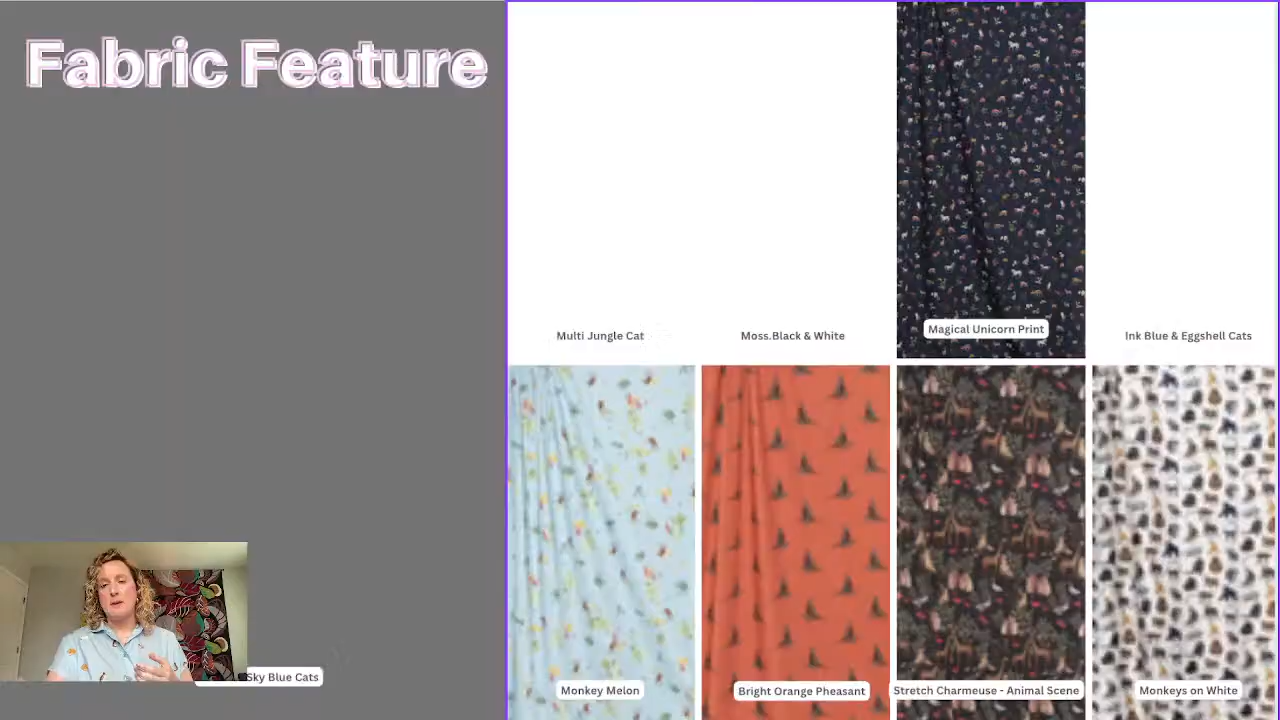 Fabric Feature
Multi Jungle Cat
Moss.Black & White
Magical Unicorn Print
Ink Blue & Eggshell Cats
Sky Blue Cats
Monkey Melon
Bright Orange Pheasant
Stretch Charmeuse - Animal Scene
Monkeys on White